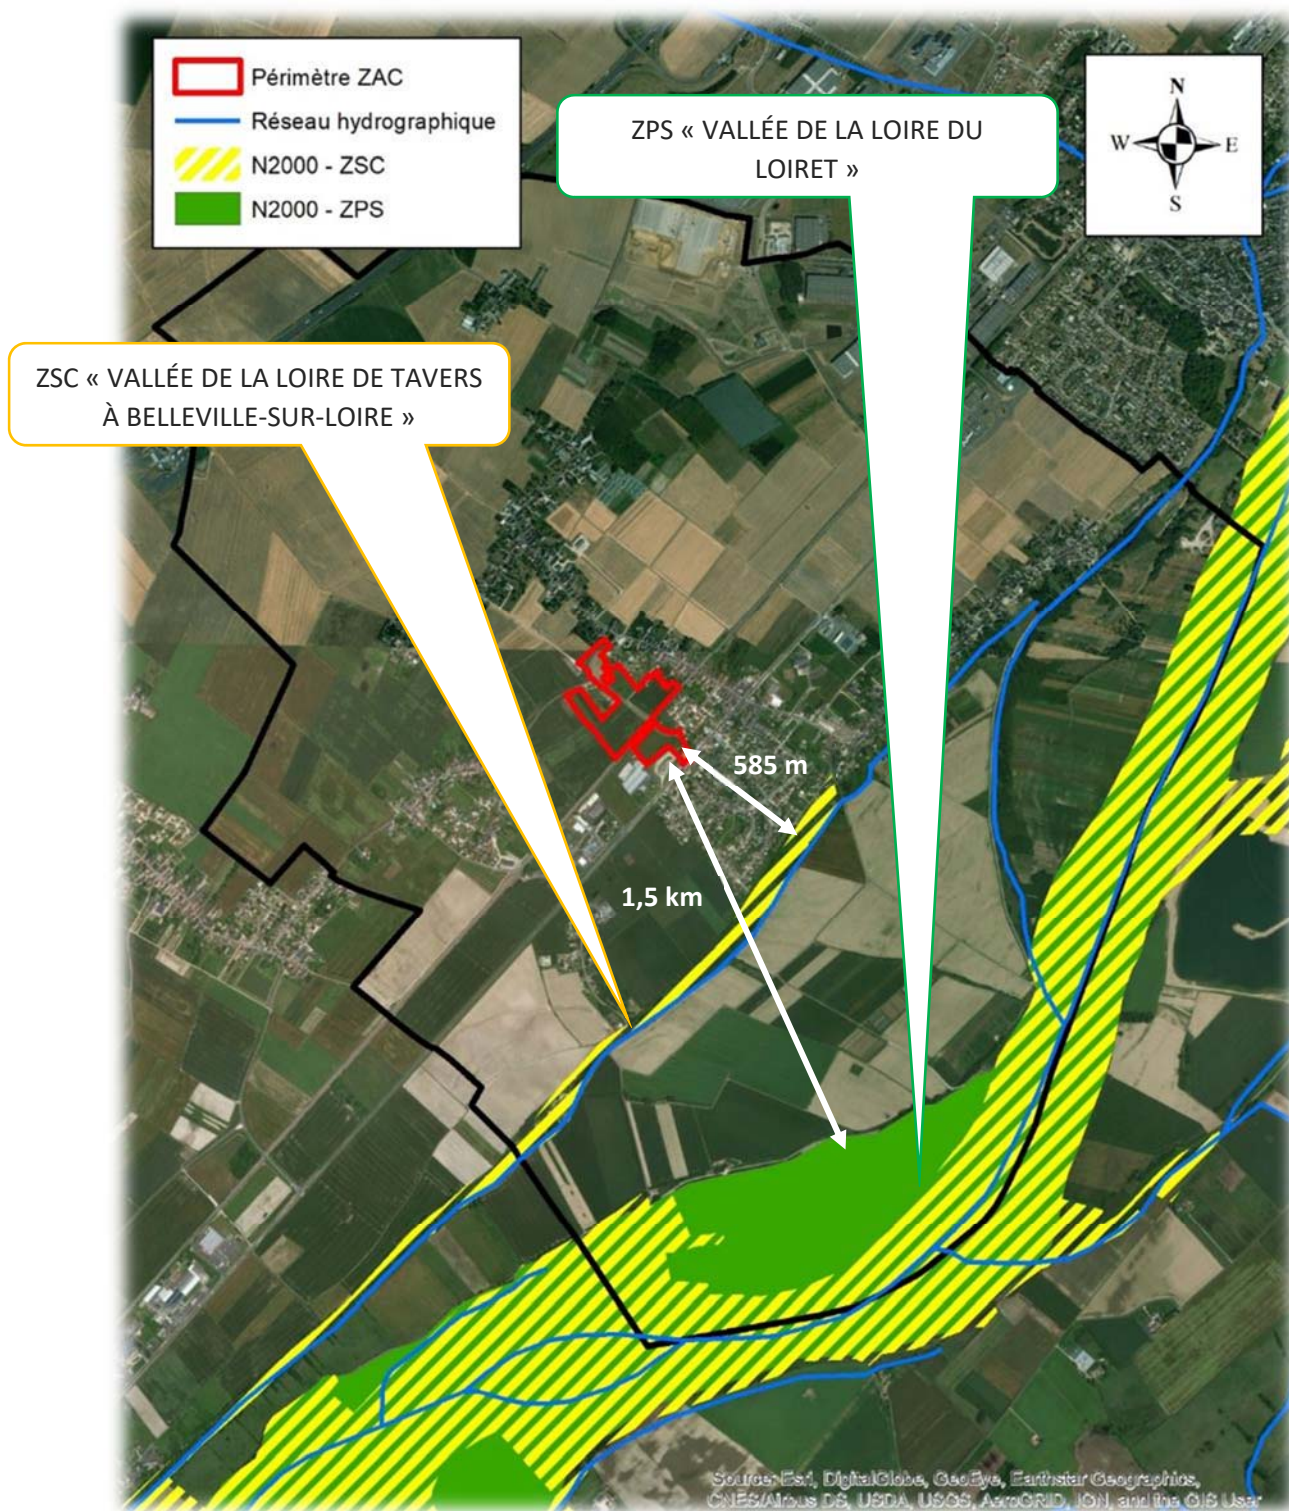 Périmètre ZAC
Réseau hydrographique
N2000 - ZSC
N2000 - ZPS
ZPS « VALLÉE DE LA LOIRE DU
LOIRET »
N
W E
S
ZSC « VALLÉE DE LA LOIRE DE TAVERS
À BELLEVILLE-SUR-LOIRE »
585 m
1,5 km
Source: Esri, DigitalGlobe, GeoEye, Earthstar Geographics,
CNES/Airbus DS, USDA, USGS, AeroGRID, IGN, and the GIS User